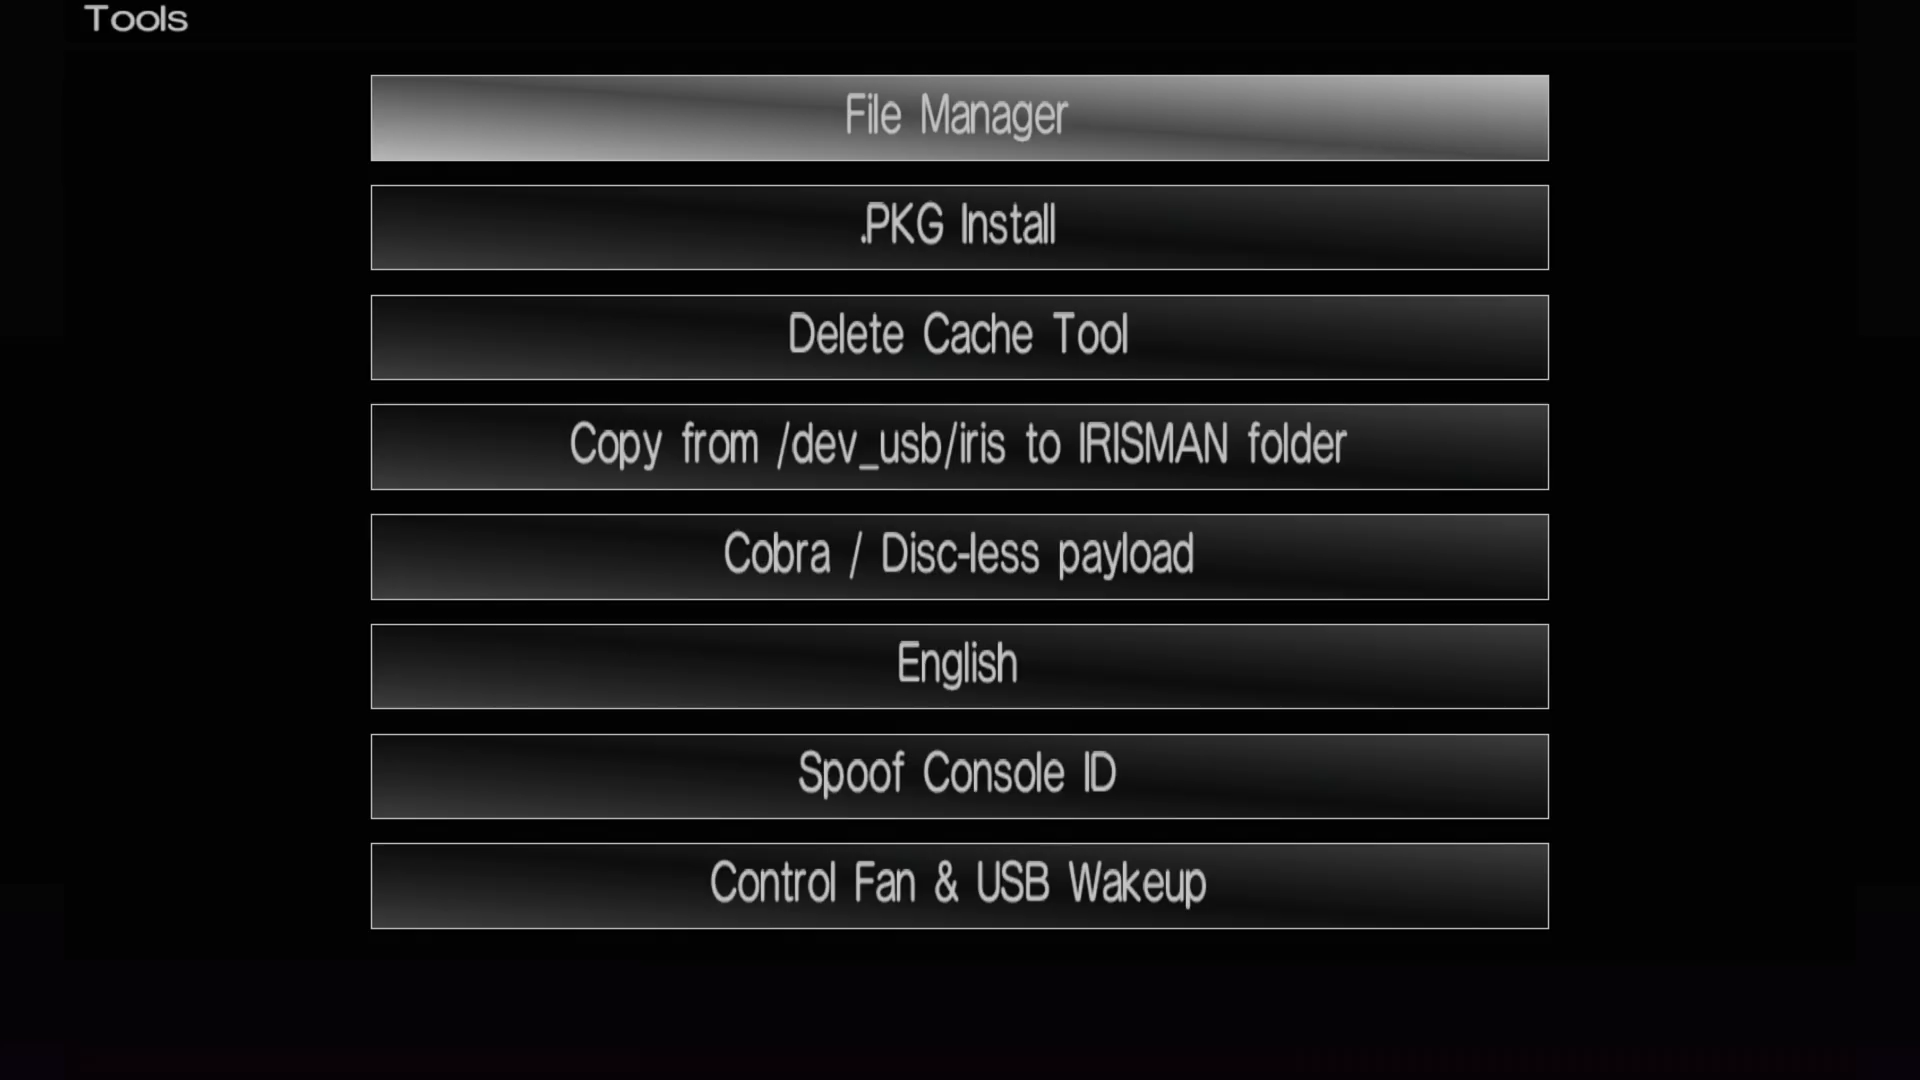 Tools
File Manager
.PKG Install
Delete Cache Tool
Copy from /dev_usb/iris to IRISMAN folder
Cobra / Disc-less payload
English
Spoof Console ID
Control Fan & USB Wakeup